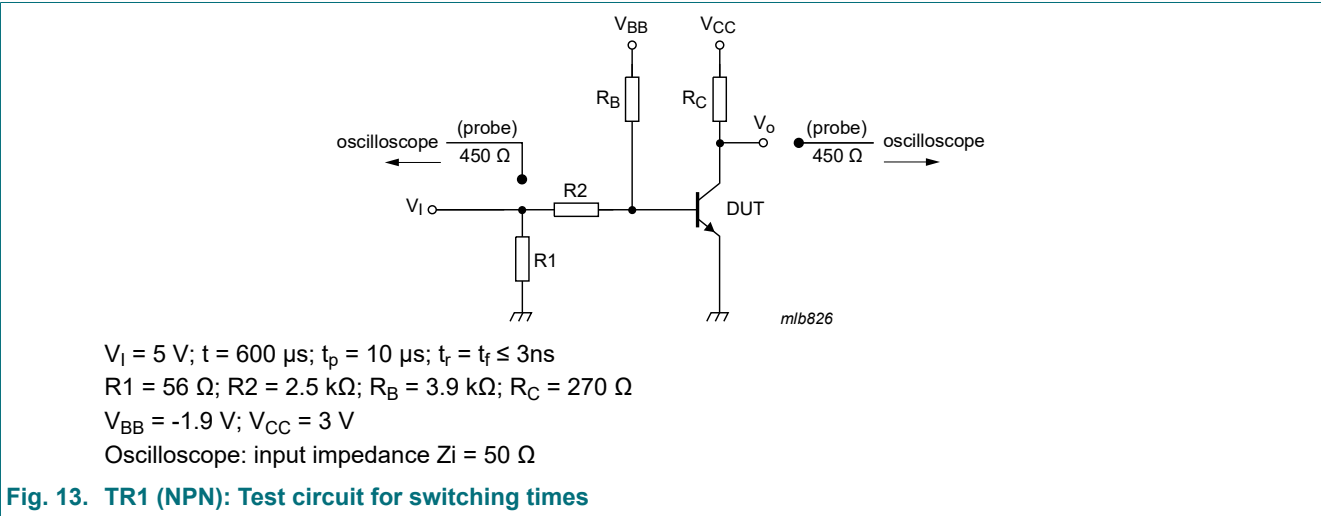 VBB
VCC
RB
RC
Vo
oscilloscope
(probe)
450 Ω
(probe)
450 Ω
oscilloscope
R2
VI
DUT
R1
mlb826
VI = 5 V; t = 600 µs; tp = 10 µs; tr = tf ≤ 3ns
R1 = 56 Ω; R2 = 2.5 kΩ; RB = 3.9 kΩ; RC = 270 Ω
VBB = -1.9 V; VCC = 3 V
Oscilloscope: input impedance Zi = 50 Ω
Fig. 13. TR1 (NPN): Test circuit for switching times